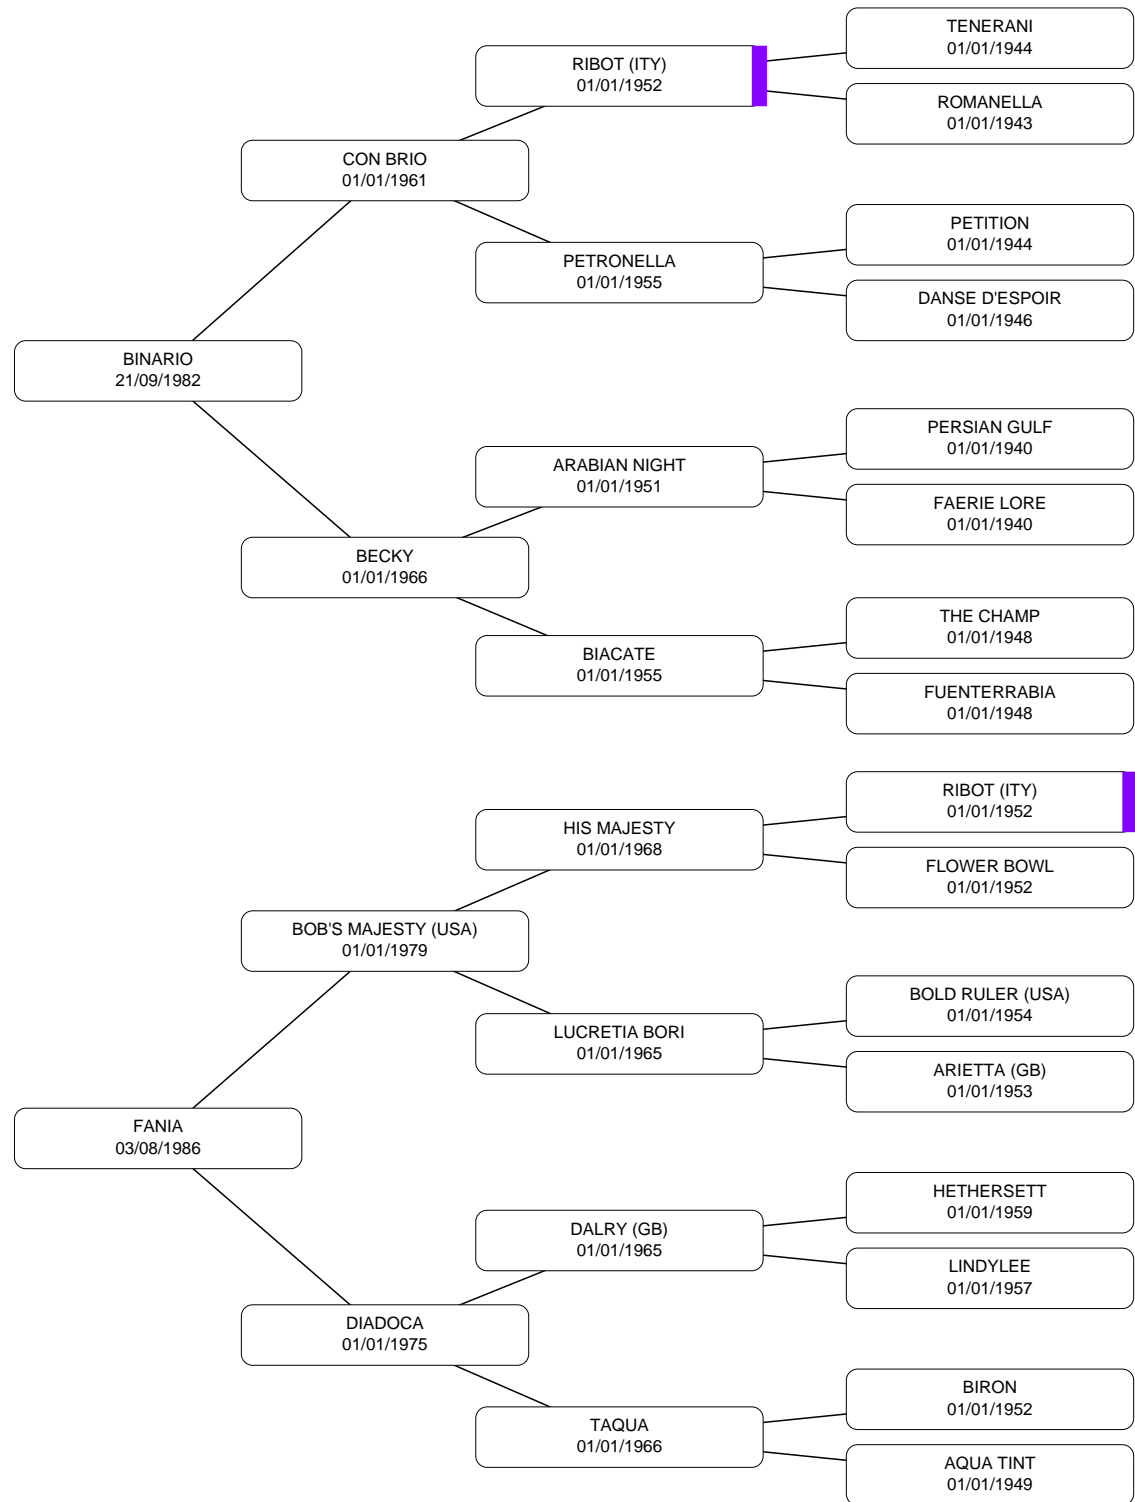 TENERANI
01/01/1944
RIBOT (ITY)
01/01/1952
ROMANELLA
01/01/1943
CON BRIO
01/01/1961
PETITION
01/01/1944
PETRONELLA
01/01/1955
DANSE D'ESPOIR
01/01/1946
BINARIO
21/09/1982
PERSIAN GULF
01/01/1940
ARABIAN NIGHT
01/01/1951
FAERIE LORE
01/01/1940
BECKY
01/01/1966
THE CHAMP
01/01/1948
BIACATE
01/01/1955
FUENTERRABIA
01/01/1948
RIBOT (ITY)
01/01/1952
HIS MAJESTY
01/01/1968
FLOWER BOWL
01/01/1952
BOB'S MAJESTY (USA)
01/01/1979
BOLD RULER (USA)
01/01/1954
LUCRETIA BORI
01/01/1965
ARIETTA (GB)
01/01/1953
FANIA
03/08/1986
HETHERSETT
01/01/1959
DALRY (GB)
01/01/1965
LINDYLEE
01/01/1957
DIADOCA
01/01/1975
BIRON
01/01/1952
TAQUA
01/01/1966
AQUA TINT
01/01/1949